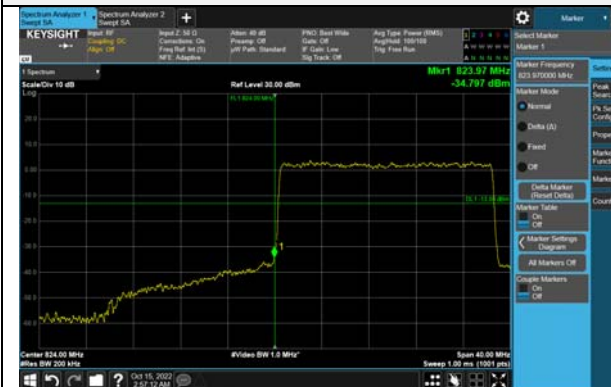 Spectrum Analyzer 1
Swept SA
Spectrum Analyzer 2
Swept SA
+
Marker
KEYSIGHT
Input: RF
Coupling: DC
Align: Off
Input Z: 50 Ω
Corrections: On
Freq Ref: Int (S)
NFE: Adaptive
Atten: 40 dB
Preamp: Off
µW Path: Standard
PNO: Best Wide
Gate: Off
IF Gain: Low
Sig Track: Off
Avg Type: Power (RMS)
Avg|Hold: 100/100
Trig: Free Run
1 Spectrum
Scale/Div 10 dB
Log
Ref Level 30.00 dBm
Mkr1 823.97 MHz
-34.797 dBm
1
Center 824.00 MHz
#Res BW 200 kHz
#Video BW 1.0 MHz*
Span 40.00 MHz
Sweep 1.00 ms (1001 pts)
Oct 15, 2022
2:57:12 AM
Select Marker
Marker 1
Marker Frequency
823.970000 MHz
Marker Mode
Normal
Delta (Δ)
Fixed
Off
Delta Marker
(Reset Delta)
Marker Table
On
Off
Marker Settings
Diagram
All Markers Off
Couple Markers
On
Off
Peak